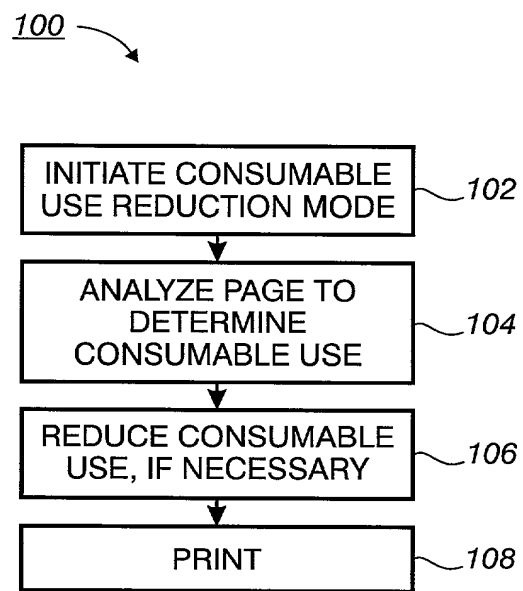 100
INITIATE CONSUMABLE
USE REDUCTION MODE
102
ANALYZE PAGE TO
DETERMINE
CONSUMABLE USE
104
REDUCE CONSUMABLE
USE, IF NECESSARY
106
PRINT
108